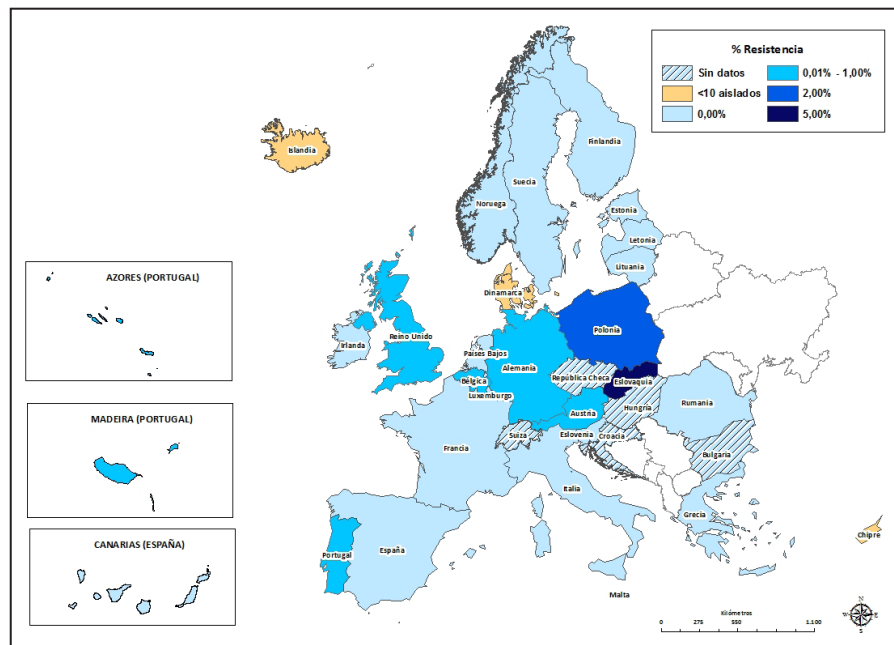 % Resistencia
Sin datos
<10 aislados
0,00%
0,01% - 1,00%
2,00%
5,00%
Islandia
Finlandia
Suecia
Noruega
Estonia
Letonia
Lituania
Dinamarca
AZORES (PORTUGAL)
Reino Unido
Irlanda
Países Bajos
Polonia
Alemania
Bélgica
República Checa
Eslovaquia
Luxemburgo
Hungría
Rumania
Austria
MADEIRA (PORTUGAL)
Suiza
Eslovenia
Croacia
Francia
Bulgaria
Italia
Grecia
Chipre
CANARIAS (ESPAÑA)
Portugal
España
Malta
Kilómetros
0 275 550 1.100
N
W E
S